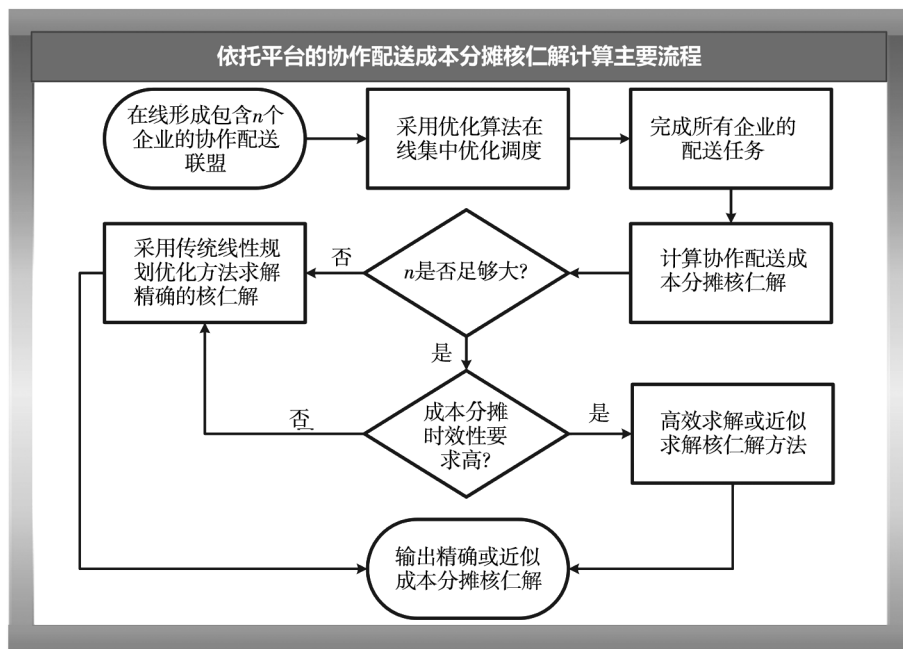 依托平台的协作配送成本分摊核仁解计算主要流程
在线形成包含n个
企业的协作配送
联盟
采用优化算法在
线集中优化调度
完成所有企业的
配送任务
采用传统线性规
划优化方法求解
精确的核仁解
否
n是否足够大?
计算协作配送成
本分摊核仁解
是
否
成本分摊
时效性要
求高?
是
高效求解或近似
求解核仁解方法
输出精确或近似
成本分摊核仁解